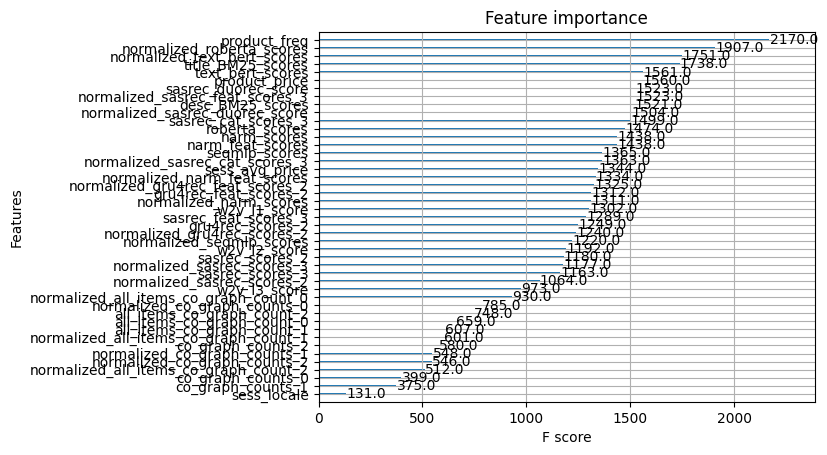 Feature importance
product_freq 2170.0
normalized_roberta_scores 1907.0
normalized_text_bert_scores 1751.0
title_BM25_scores 1738.0
text_bert_scores 1561.0
product_price 1560.0
sasrec_duorec_score 1523.0
normalized_sasrec_feat_scores_3 1523.0
desc_BM25_scores 1521.0
normalized_sasrec_duorec_score 1504.0
sasrec_cat_scores_3 1499.0
roberta_scores 1474.0
narm_scores 1438.0
narm_feat_scores 1438.0
seqmlp_scores 1365.0
normalized_sasrec_cat_scores_3 1363.0
sess_avg_price 1344.0
normalized_narm_feat_scores 1334.0
normalized_gru4rec_feat_scores_2 1325.0
gru4rec_feat_scores_2 1312.0
normalized_narm_scores 1311.0
w2v_l1_score 1302.0
sasrec_feat_scores_3 1289.0
gru4rec_scores_2 1249.0
normalized_gru4rec_scores_2 1240.0
normalized_seqmlp_scores 1220.0
w2v_l2_score 1192.0
sasrec_scores_2 1180.0
normalized_sasrec_scores_3 1177.0
sasrec_scores_3 1163.0
normalized_sasrec_scores_2 1064.0
w2v_l3_score 973.0
normalized_all_items_co_graph_count_0 930.0
normalized_co_graph_counts_0 785.0
all_items_co_graph_count_2 748.0
all_items_co_graph_count_0 659.0
all_items_co_graph_count_1 607.0
normalized_all_items_co_graph_count_1 601.0
co_graph_counts_2 580.0
normalized_co_graph_counts_1 548.0
normalized_co_graph_counts_2 546.0
normalized_all_items_co_graph_count_2 512.0
co_graph_counts_0 399.0
co_graph_counts_1 375.0
sess_locale 131.0
Features
0 500 1000 1500 2000
F score